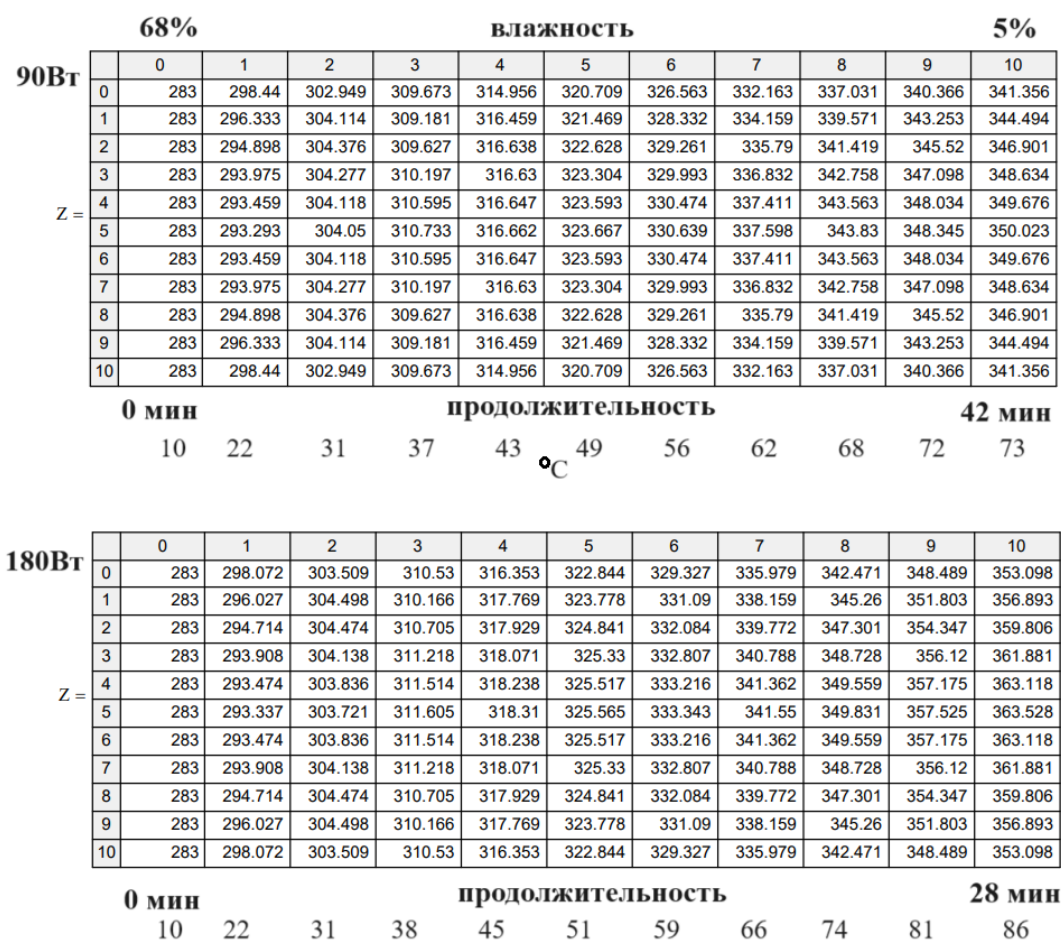 68% влажность 5%
90Вт
0 1 2 3 4 5 6 7 8 9 10
0 283 298.44 302.949 309.673 314.956 320.709 326.563 332.163 337.031 340.366 341.356
1 283 296.333 304.114 309.181 316.459 321.469 328.332 334.159 339.571 343.253 344.494
2 283 294.898 304.376 309.627 316.638 322.628 329.261 335.79 341.419 345.52 346.901
3 283 293.975 304.277 310.197 316.63 323.304 329.993 336.832 342.758 347.098 348.634
Z = 4 283 293.459 304.118 310.595 316.647 323.593 330.474 337.411 343.563 348.034 349.676
5 283 293.293 304.05 310.733 316.662 323.667 330.639 337.598 343.83 348.345 350.023
6 283 293.459 304.118 310.595 316.647 323.593 330.474 337.411 343.563 348.034 349.676
7 283 293.975 304.277 310.197 316.63 323.304 329.993 336.832 342.758 347.098 348.634
8 283 294.898 304.376 309.627 316.638 322.628 329.261 335.79 341.419 345.52 346.901
9 283 296.333 304.114 309.181 316.459 321.469 328.332 334.159 339.571 343.253 344.494
10 283 298.44 302.949 309.673 314.956 320.709 326.563 332.163 337.031 340.366 341.356
0 мин продолжительность 42 мин
10 22 31 37 43 49 56 62 68 72 73
°C
180Вт
0 1 2 3 4 5 6 7 8 9 10
0 283 298.072 303.509 310.53 316.353 322.844 329.327 335.979 342.471 348.489 353.098
1 283 296.027 304.498 310.166 317.769 323.778 331.09 338.159 345.26 351.803 356.893
2 283 294.714 304.474 310.705 317.929 324.841 332.084 339.772 347.301 354.347 359.806
3 283 293.908 304.138 311.218 318.071 325.33 332.807 340.788 348.728 356.12 361.881
Z = 4 283 293.474 303.836 311.514 318.238 325.517 333.216 341.362 349.559 357.175 363.118
5 283 293.337 303.721 311.605 318.31 325.565 333.343 341.55 349.831 357.525 363.528
6 283 293.474 303.836 311.514 318.238 325.517 333.216 341.362 349.559 357.175 363.118
7 283 293.908 304.138 311.218 318.071 325.33 332.807 340.788 348.728 356.12 361.881
8 283 294.714 304.474 310.705 317.929 324.841 332.084 339.772 347.301 354.347 359.806
9 283 296.027 304.498 310.166 317.769 323.778 331.09 338.159 345.26 351.803 356.893
10 283 298.072 303.509 310.53 316.353 322.844 329.327 335.979 342.471 348.489 353.098
0 мин продолжительность 28 мин
10 22 31 38 45 51 59 66 74 81 86